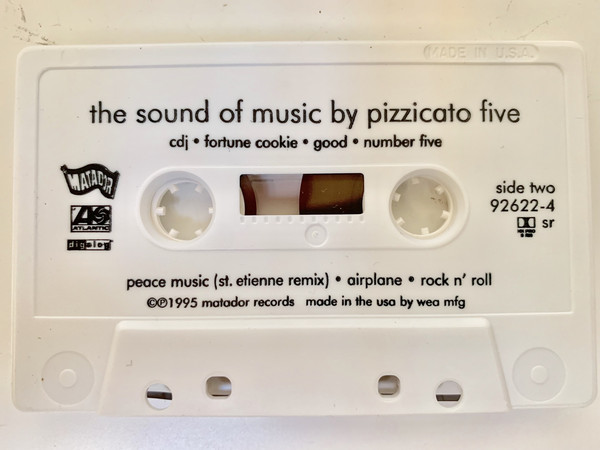 MADE IN U.S.A.
the sound of music by pizzicato five
cdj • fortune cookie • good • number five
MATADOR
ATLANTIC
digalog
side two
92622-4
sr
peace music (st. etienne remix) • airplane • rock n' roll
©℗1995 matador records made in the usa by wea mfg